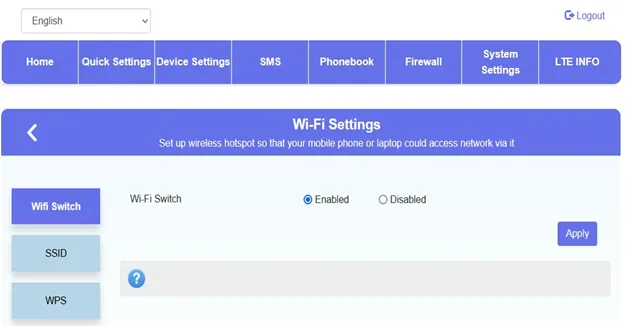 English
Logout
Home
Quick Settings
Device Settings
SMS
Phonebook
Firewall
System
Settings
LTE INFO
Wi-Fi Settings
Set up wireless hotspot so that your mobile phone or laptop could access network via it
Wifi Switch
Wi-Fi Switch
Enabled
Disabled
Apply
SSID
?
WPS